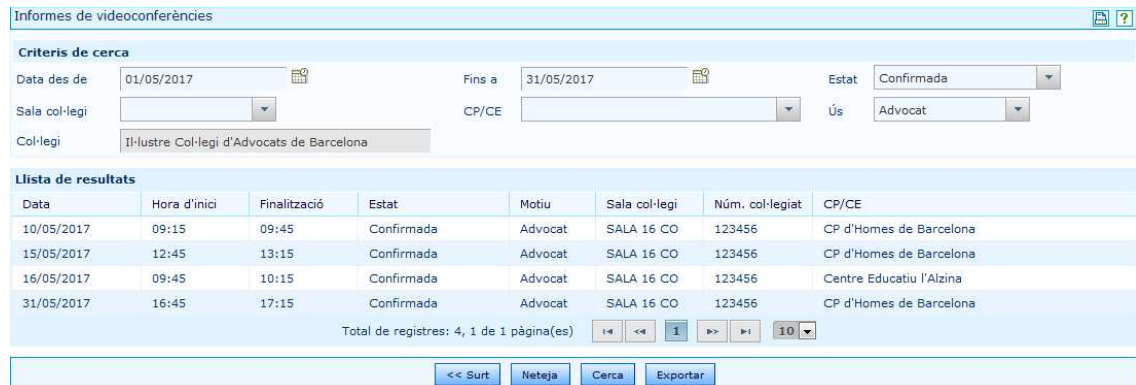 Informes de videoconferències
?
Criteris de cerca
Data des de 01/05/2017 Fins a 31/05/2017 Estat Confirmada
Sala col·legi CP/CE Ús Advocat
Col·legi Il·lustre Col·legi d'Advocats de Barcelona
Llista de resultats
Data Hora d'inici Finalització Estat Motiu Sala col·legi Núm. col·legiat CP/CE
10/05/2017 09:15 09:45 Confirmada Advocat SALA 16 CO 123456 CP d'Homes de Barcelona
15/05/2017 12:45 13:15 Confirmada Advocat SALA 16 CO 123456 CP d'Homes de Barcelona
16/05/2017 09:45 10:15 Confirmada Advocat SALA 16 CO 123456 Centre Educatiu l'Alzina
31/05/2017 16:45 17:15 Confirmada Advocat SALA 16 CO 123456 CP d'Homes de Barcelona
Total de registres: 4, 1 de 1 pàgina(es) 1 10
<< Surt Neteja Cerca Exportar